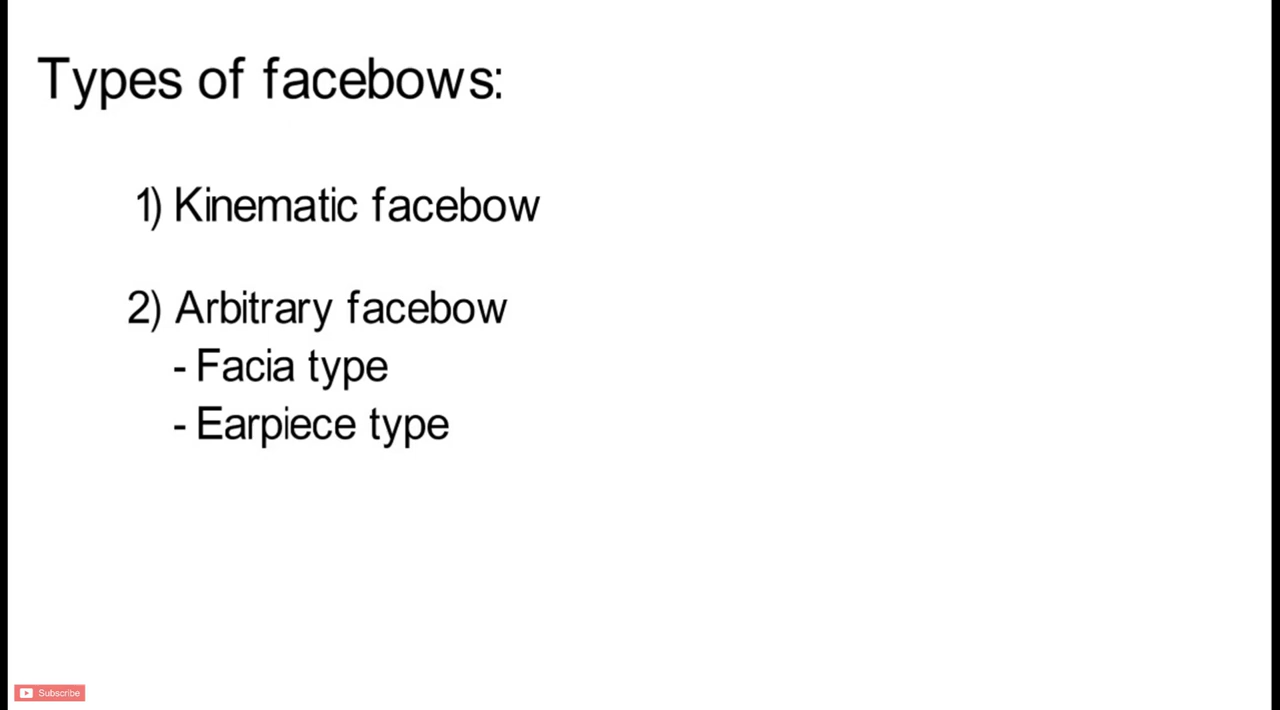 Types of facebows:
1) Kinematic facebow
2) Arbitrary facebow
- Facia type
- Earpiece type
Subscribe